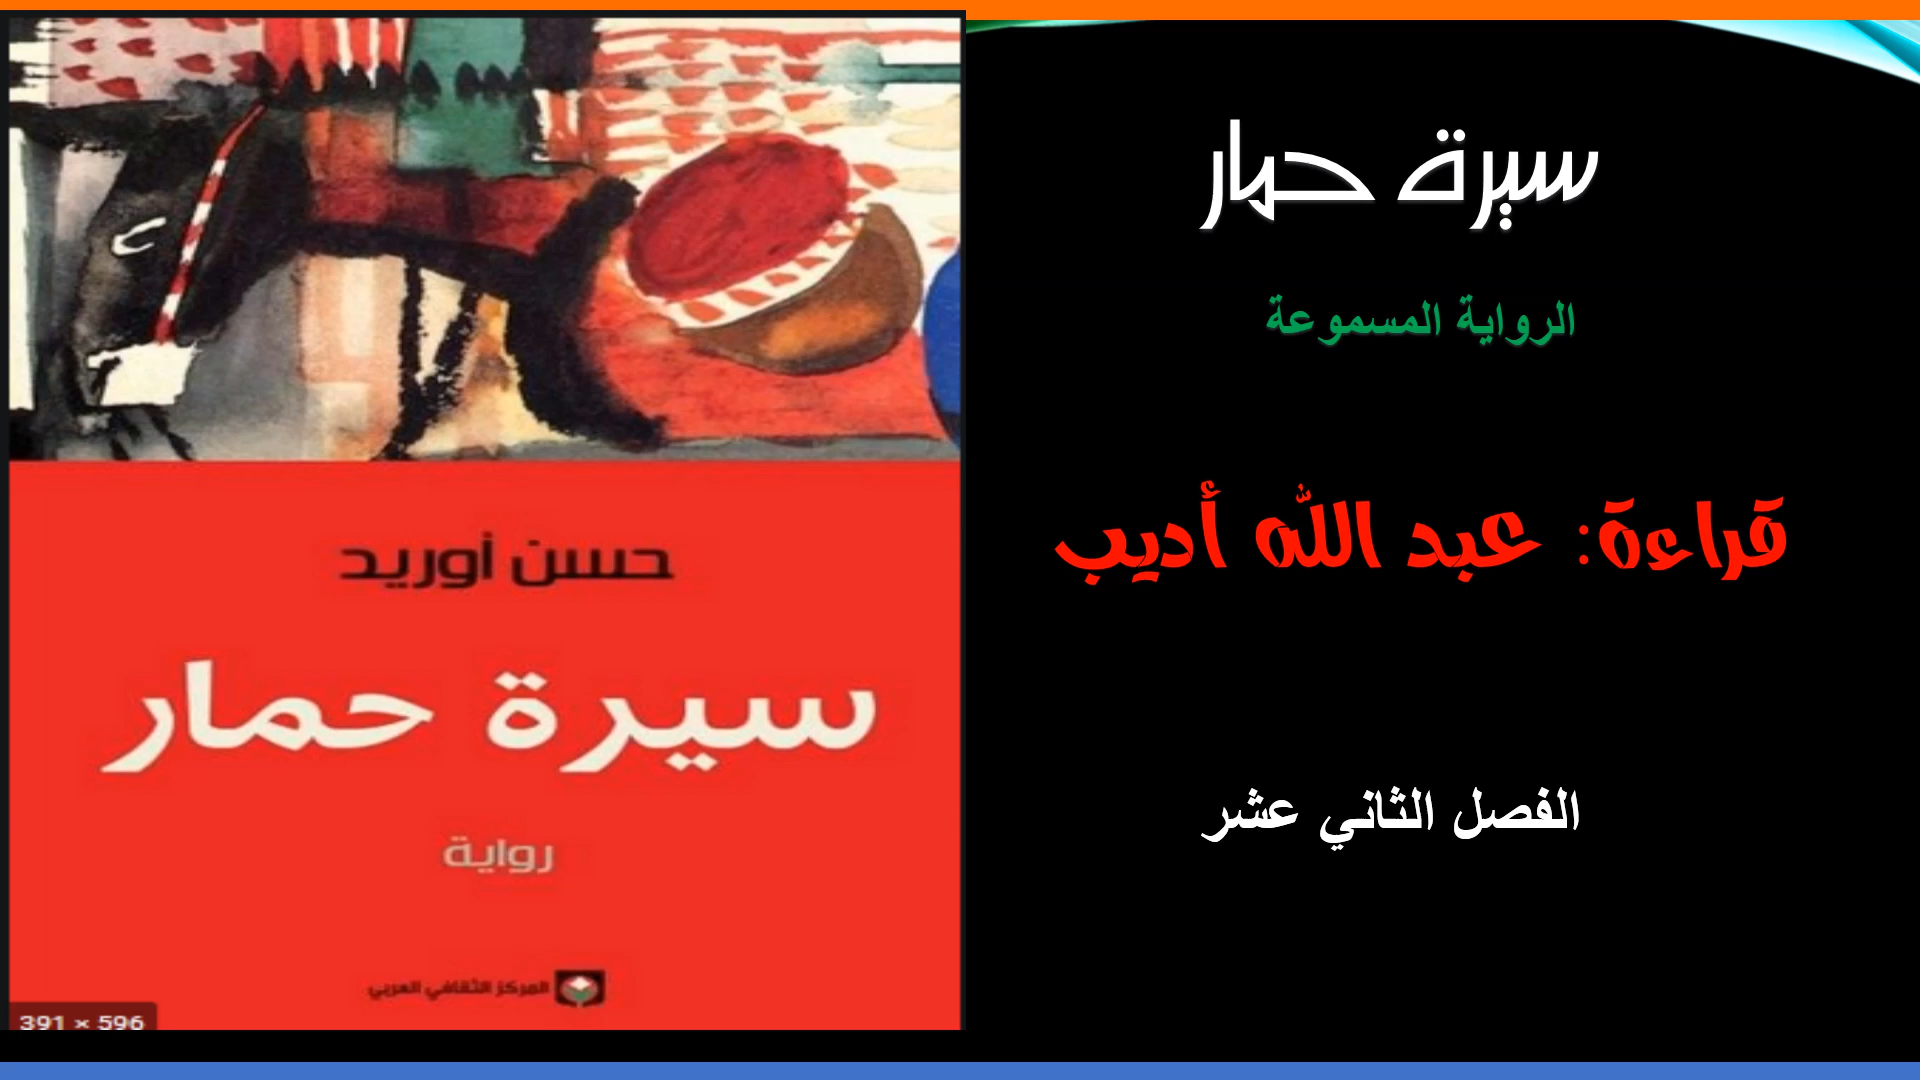 سيرة حمار
الرواية المسموعة
قراءة: عبد الله أديب
الفصل الثاني عشر
حسن أوريد
سيرة حمار
رواية
المركز الثقافي العربي
391 × 596